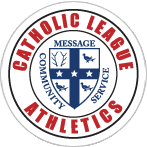 CATHOLIC LEAGUE
MESSAGE
COMMUNITY
SERVICE
ATHLETICS